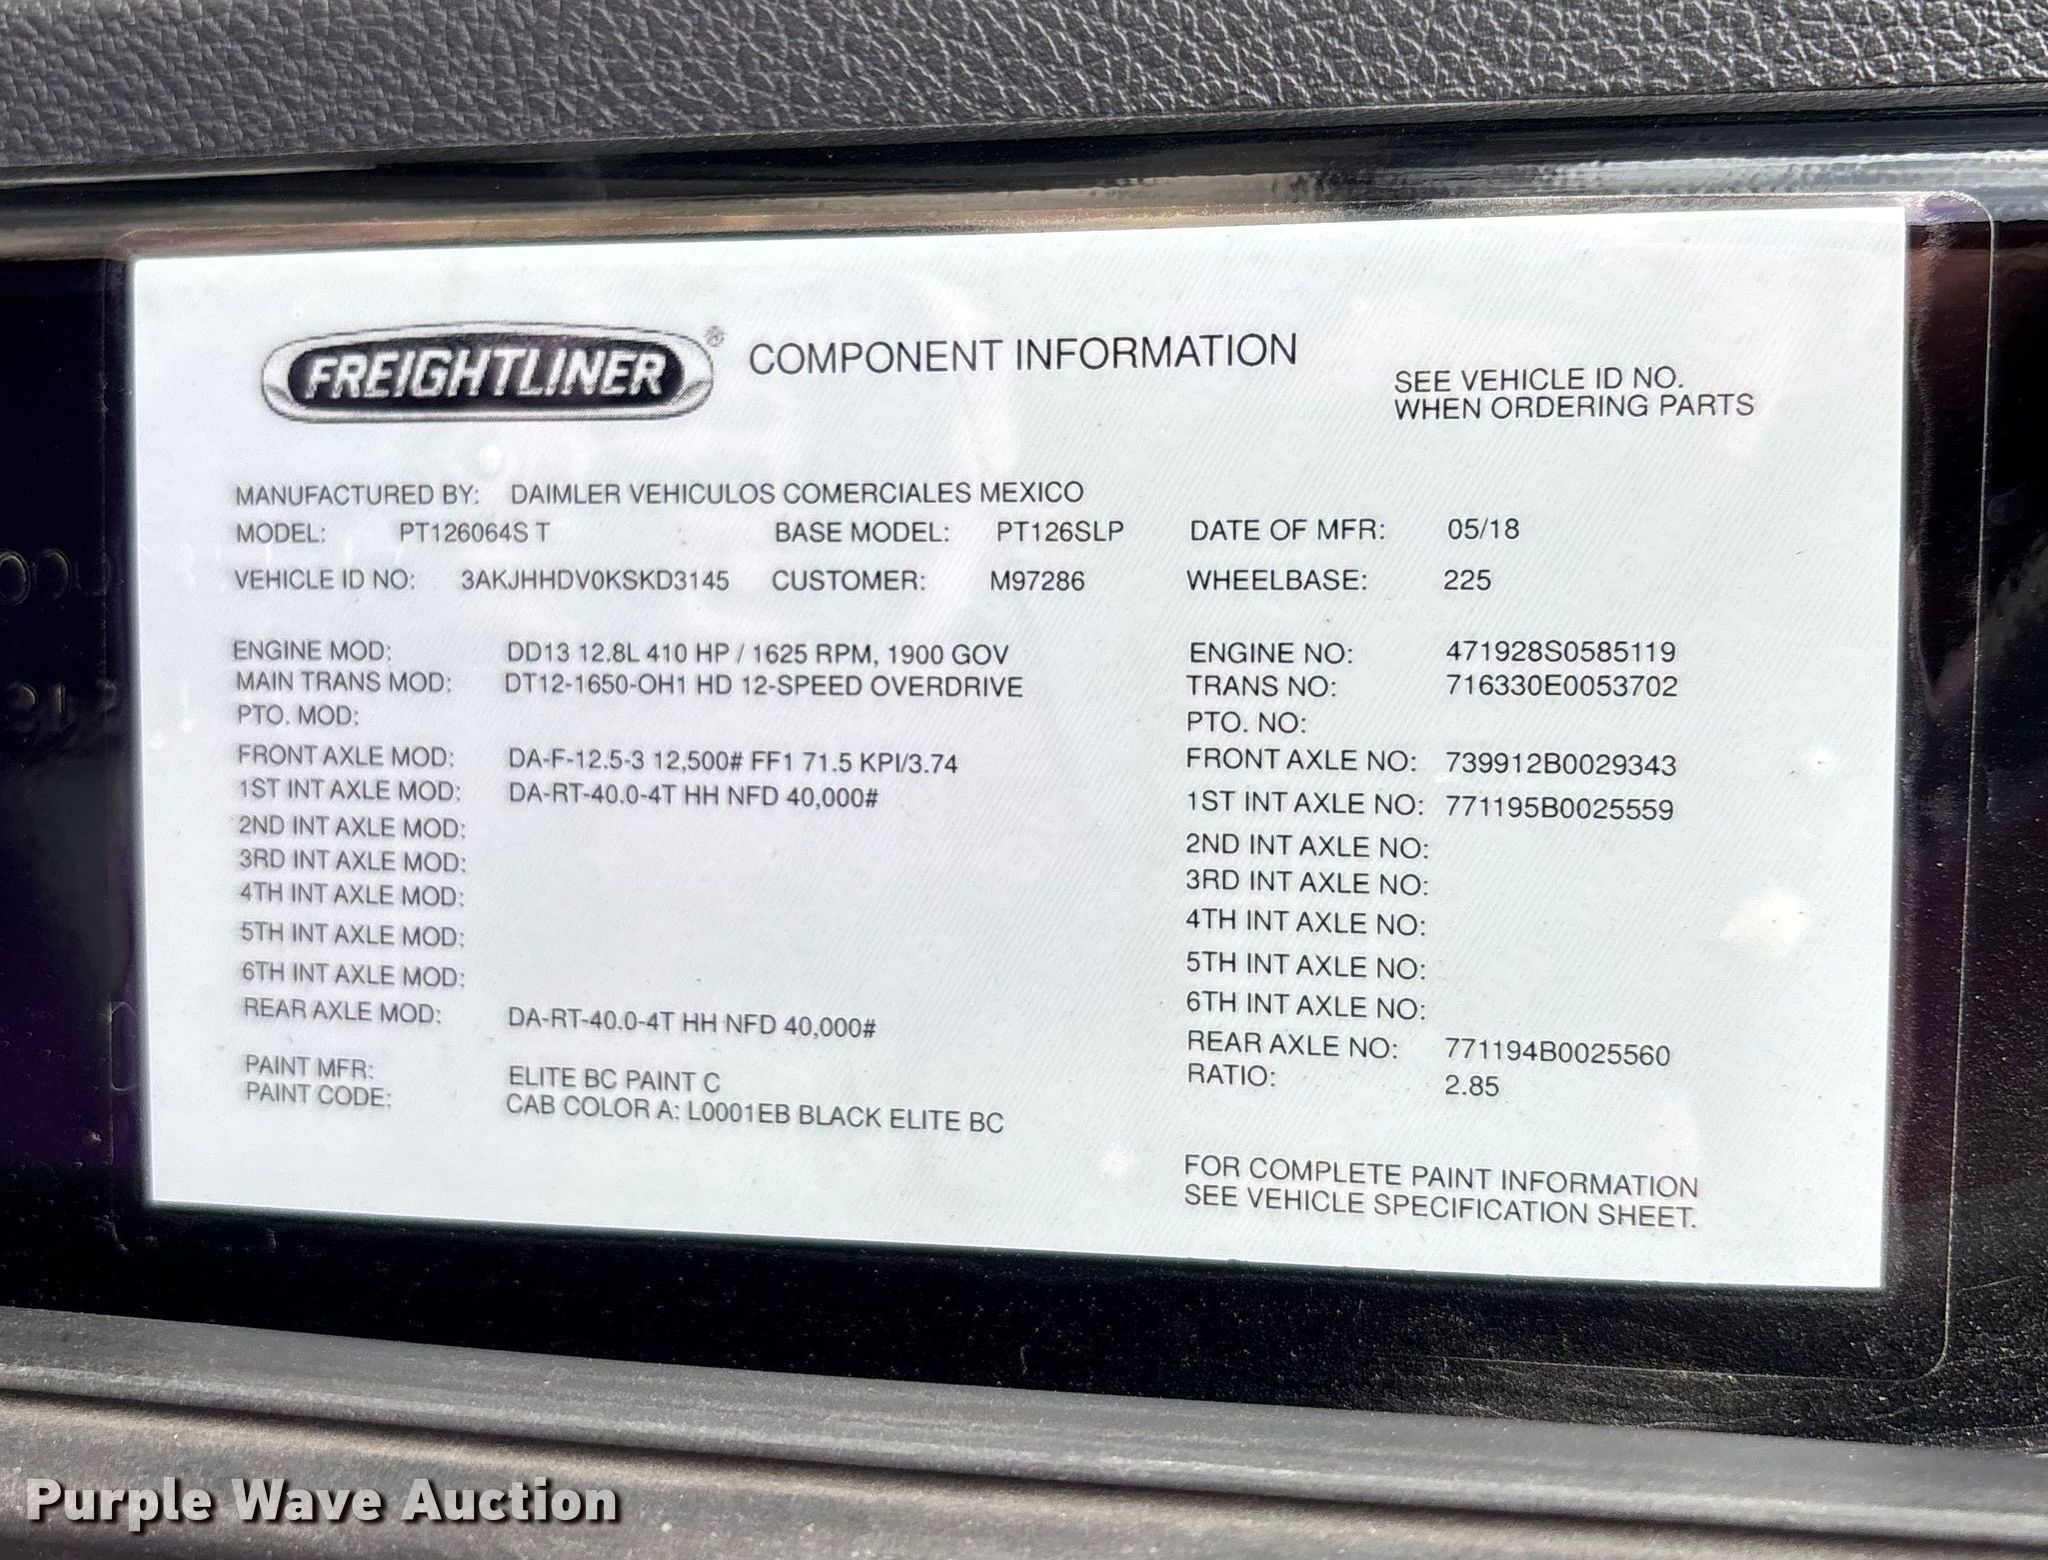 FREIGHTLINER® COMPONENT INFORMATION
SEE VEHICLE ID NO.
WHEN ORDERING PARTS
MANUFACTURED BY: DAIMLER VEHICULOS COMERCIALES MEXICO
MODEL: PT126064S T BASE MODEL: PT126SLP DATE OF MFR: 05/18
VEHICLE ID NO: 3AKJHHDV0KSKD3145 CUSTOMER: M97286 WHEELBASE: 225
ENGINE MOD: DD13 12.8L 410 HP / 1625 RPM, 1900 GOV ENGINE NO: 471928S0585119
MAIN TRANS MOD: DT12-1650-OH1 HD 12-SPEED OVERDRIVE TRANS NO: 716330E0053702
PTO. MOD: PTO. NO:
FRONT AXLE MOD: DA-F-12.5-3 12,500# FF1 71.5 KPI/3.74 FRONT AXLE NO: 739912B0029343
1ST INT AXLE MOD: DA-RT-40.0-4T HH NFD 40,000# 1ST INT AXLE NO: 771195B0025559
2ND INT AXLE MOD: 2ND INT AXLE NO:
3RD INT AXLE MOD: 3RD INT AXLE NO:
4TH INT AXLE MOD: 4TH INT AXLE NO:
5TH INT AXLE MOD: 5TH INT AXLE NO:
6TH INT AXLE MOD: 6TH INT AXLE NO:
REAR AXLE MOD: DA-RT-40.0-4T HH NFD 40,000# REAR AXLE NO: 771194B0025560
RATIO: 2.85
PAINT MFR: ELITE BC PAINT C
PAINT CODE: CAB COLOR A: L0001EB BLACK ELITE BC
FOR COMPLETE PAINT INFORMATION
SEE VEHICLE SPECIFICATION SHEET.
Purple Wave Auction